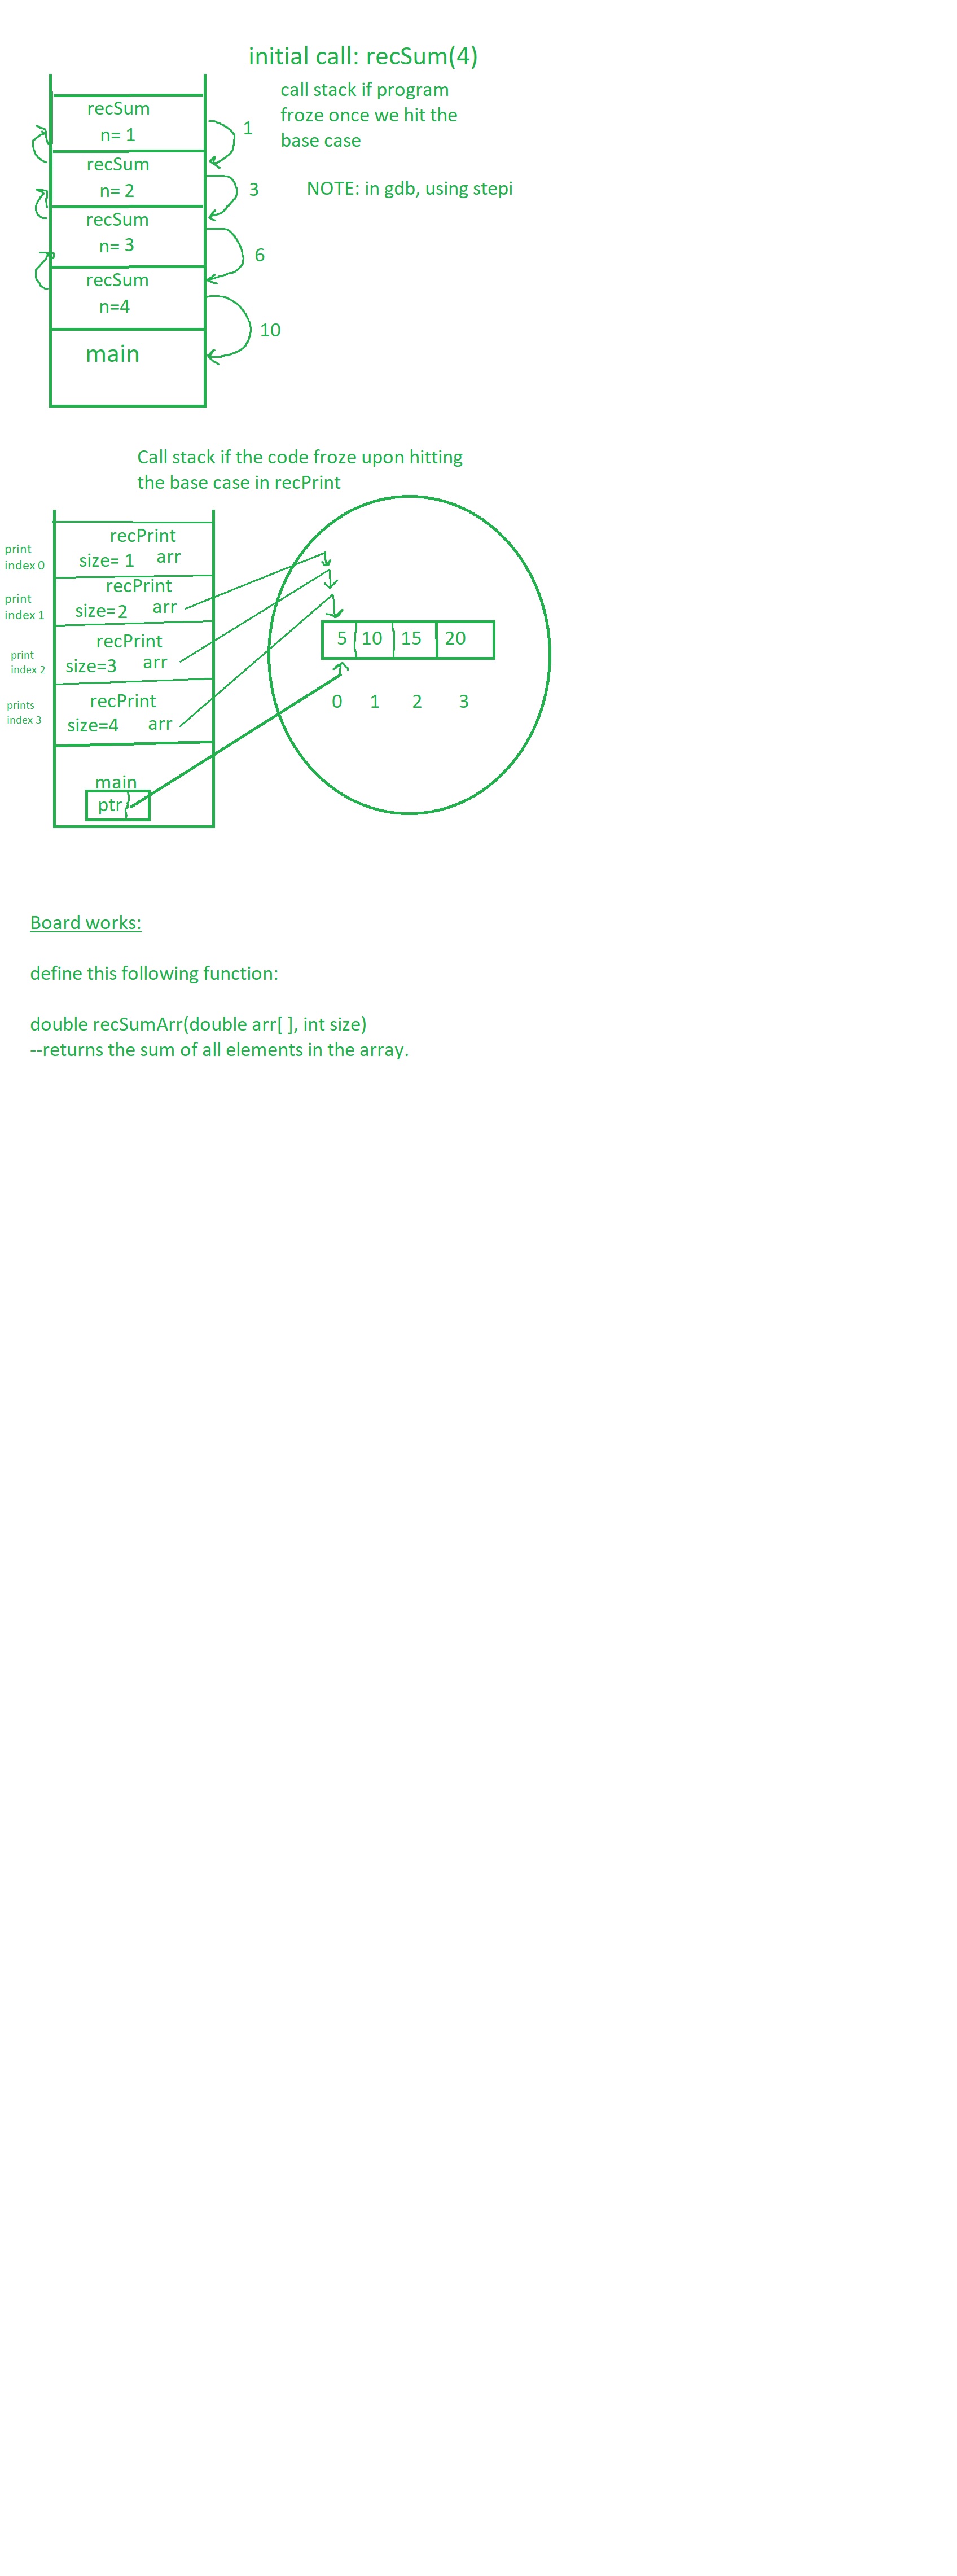 initial call: recSum(4)
call stack if program
froze once we hit the
base case
NOTE: in gdb, using stepi
recSum
n= 1
recSum
n= 2
recSum
n= 3
recSum
n=4
main
1
3
6
10
Call stack if the code froze upon hitting
the base case in recPrint
print
index 0
recPrint
size= 1 arr
print
index 1
recPrint
size=2 arr
print
index 2
recPrint
size=3 arr
prints
index 3
recPrint
size=4 arr
main
ptr
5 10 15 20
0 1 2 3
Board works:
define this following function:
double recSumArr(double arr[ ], int size)
--returns the sum of all elements in the array.